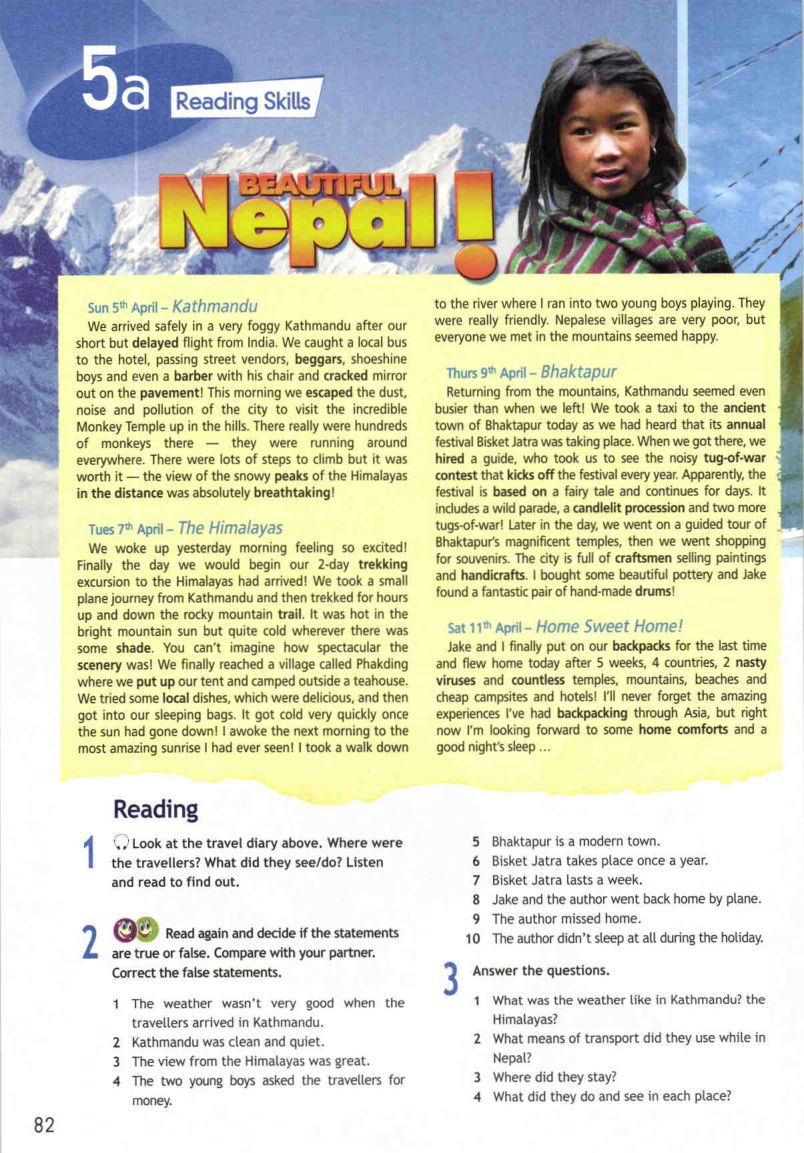 5a
Reading Skills
BEAUTIFUL
Nepal!
Sun 5th April – Kathmandu
We arrived safely in a very foggy Kathmandu after our
short but delayed flight from India. We caught a local bus
to the hotel, passing street vendors, beggars, shoeshine
boys and even a barber with his chair and cracked mirror
out on the pavement! This morning we escaped the dust,
noise and pollution of the city to visit the incredible
Monkey Temple up in the hills. There really were hundreds
of monkeys there — they were running around
everywhere. There were lots of steps to climb but it was
worth it — the view of the snowy peaks of the Himalayas
in the distance was absolutely breathtaking!
Tues 7th April – The Himalayas
We woke up yesterday morning feeling so excited!
Finally the day we would begin our 2-day trekking
excursion to the Himalayas had arrived! We took a small
plane journey from Kathmandu and then trekked for hours
up and down the rocky mountain trail. It was hot in the
bright mountain sun but quite cold wherever there was
some shade. You can't imagine how spectacular the
scenery was! We finally reached a village called Phakding
where we put up our tent and camped outside a teahouse.
We tried some local dishes, which were delicious, and then
got into our sleeping bags. It got cold very quickly once
the sun had gone down! I awoke the next morning to the
most amazing sunrise I had ever seen! I took a walk down
to the river where I ran into two young boys playing. They
were really friendly. Nepalese villages are very poor, but
everyone we met in the mountains seemed happy.
Thurs 9th April – Bhaktapur
Returning from the mountains, Kathmandu seemed even
busier than when we left! We took a taxi to the ancient
town of Bhaktapur today as we had heard that its annual
festival Bisket Jatra was taking place. When we got there, we
hired a guide, who took us to see the noisy tug-of-war
contest that kicks off the festival every year. Apparently, the
festival is based on a fairy tale and continues for days. It
includes a wild parade, a candlelit procession and two more
tugs-of-war! Later in the day, we went on a guided tour of
Bhaktapur's magnificent temples, then we went shopping
for souvenirs. The city is full of craftsmen selling paintings
and handicrafts. I bought some beautiful pottery and Jake
found a fantastic pair of hand-made drums!
Sat 11th April – Home Sweet Home!
Jake and I finally put on our backpacks for the last time
and flew home today after 5 weeks, 4 countries, 2 nasty
viruses and countless temples, mountains, beaches and
cheap campsites and hotels! I'll never forget the amazing
experiences I've had backpacking through Asia, but right
now I'm looking forward to some home comforts and a
good night's sleep ...
Reading
1 Look at the travel diary above. Where were
the travellers? What did they see/do? Listen
and read to find out.
2 Read again and decide if the statements
are true or false. Compare with your partner.
Correct the false statements.
1 The weather wasn't very good when the
travellers arrived in Kathmandu.
2 Kathmandu was clean and quiet.
3 The view from the Himalayas was great.
4 The two young boys asked the travellers for
money.
5 Bhaktapur is a modern town.
6 Bisket Jatra takes place once a year.
7 Bisket Jatra lasts a week.
8 Jake and the author went back home by plane.
9 The author missed home.
10 The author didn't sleep at all during the holiday.
3 Answer the questions.
1 What was the weather like in Kathmandu? the
Himalayas?
2 What means of transport did they use while in
Nepal?
3 Where did they stay?
4 What did they do and see in each place?
82